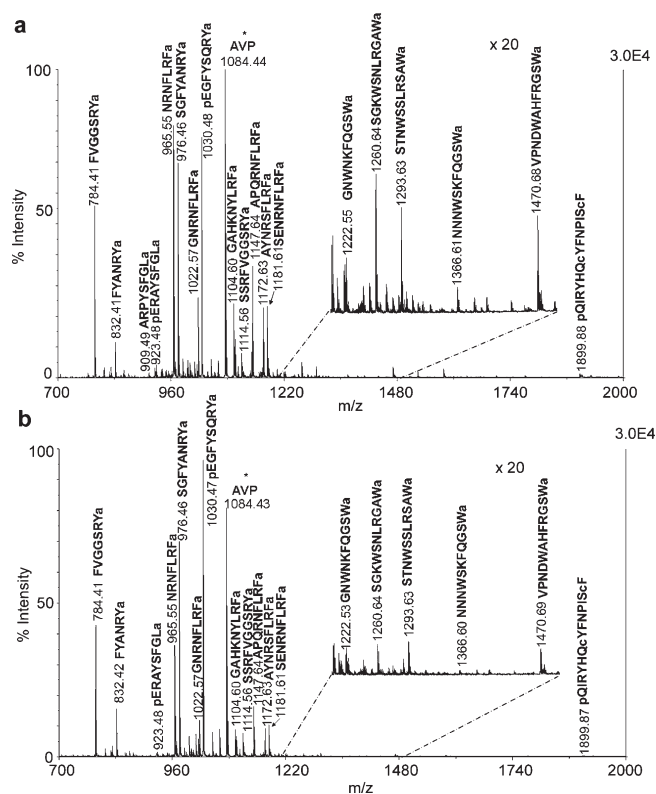 a
% Intensity
100
50
0
3.0E4
x 20
784.41 FVGGSRYa
832.41 FYANRYa
909.49 ARPYSFGLa
923.48 pERAYSFGLa
965.55 NRNFLRFa
976.46 SGFYANRYa
1022.57 GNRNFLRFa
1030.48 pEGFYSQRYa
*
AVP
1084.44
1104.60 GAHKNYLRFa
1114.56 SSRFVGGSRYa
1147.64 APQRNFLRFa
1172.63 AYNRSFLRFa
1181.61 SENRNFLRFa
1222.55 GNWNKFQGSWa
1260.64 SGKWSNLRGAWa
1293.63 STNWSSLRSAWa
1366.61 NNNWSKFQGSWa
1470.68 VPNDWAHFRGSWa
1899.88 pQIRYHQcYFNPIScF
700 960 1220 1480 1740 2000
m/z
b
% Intensity
100
50
0
3.0E4
x 20
784.41 FVGGSRYa
832.42 FYANRYa
923.48 pERAYSFGLa
965.55 NRNFLRFa
976.46 SGFYANRYa
1022.57 GNRNFLRFa
1030.47 pEGFYSQRYa
*
AVP
1084.43
1104.60 GAHKNYLRFa
1114.56 SSRFVGGSRYa
1147.64 APQRNFLRFa
1172.63 AYNRSFLRFa
1181.61 SENRNFLRFa
1222.53 GNWNKFQGSWa
1260.64 SGKWSNLRGAWa
1293.63 STNWSSLRSAWa
1366.60 NNNWSKFQGSWa
1470.69 VPNDWAHFRGSWa
1899.87 pQIRYHQcYFNPIScF
700 960 1220 1480 1740 2000
m/z